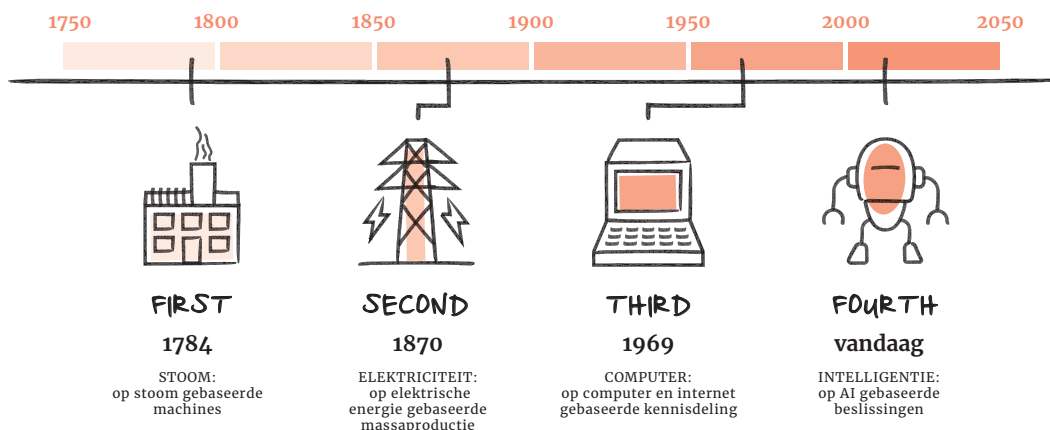 1750 1800 1850 1900 1950 2000 2050
FIRST
1784
STOOM:
op stoom gebaseerde
machines
SECOND
1870
ELEKTRICITEIT:
op elektrische
energie gebaseerde
massaproductie
THIRD
1969
COMPUTER:
op computer en internet
gebaseerde kennisdeling
FOURTH
vandaag
INTELLIGENTIE:
op AI gebaseerde
beslissingen